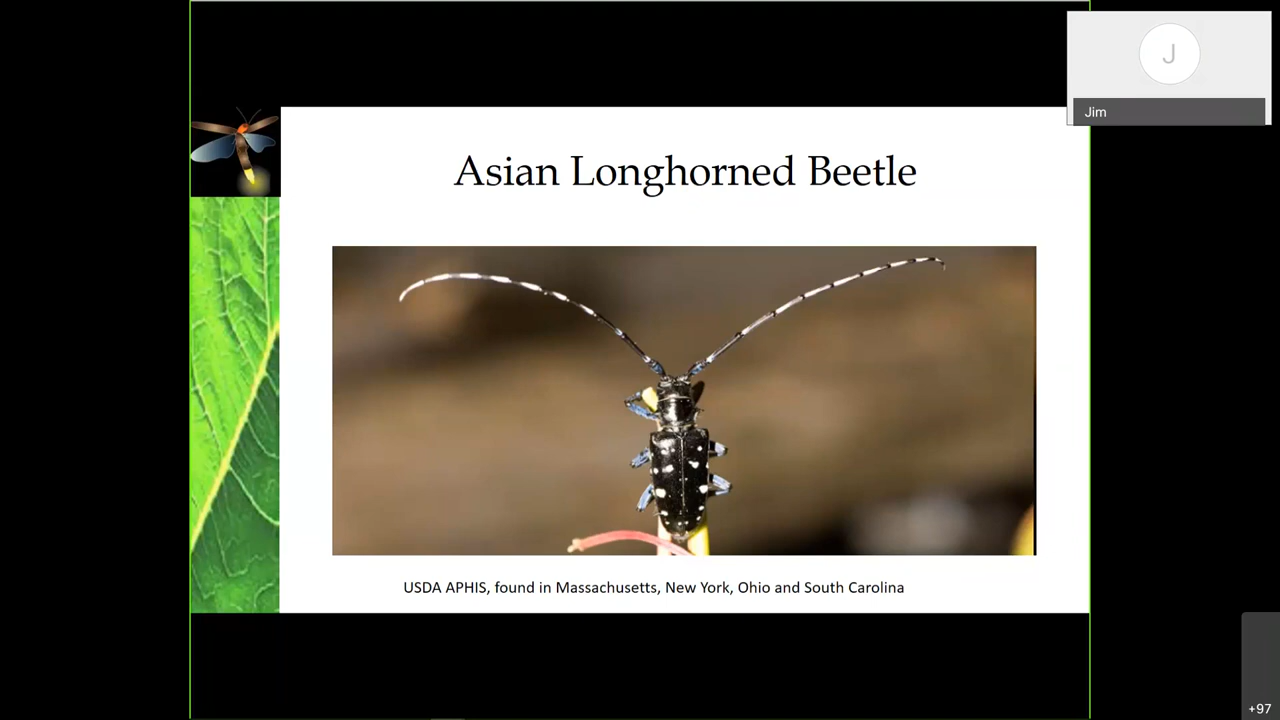 J
Jim
Asian Longhorned Beetle
USDA APHIS, found in Massachusetts, New York, Ohio and South Carolina
+97